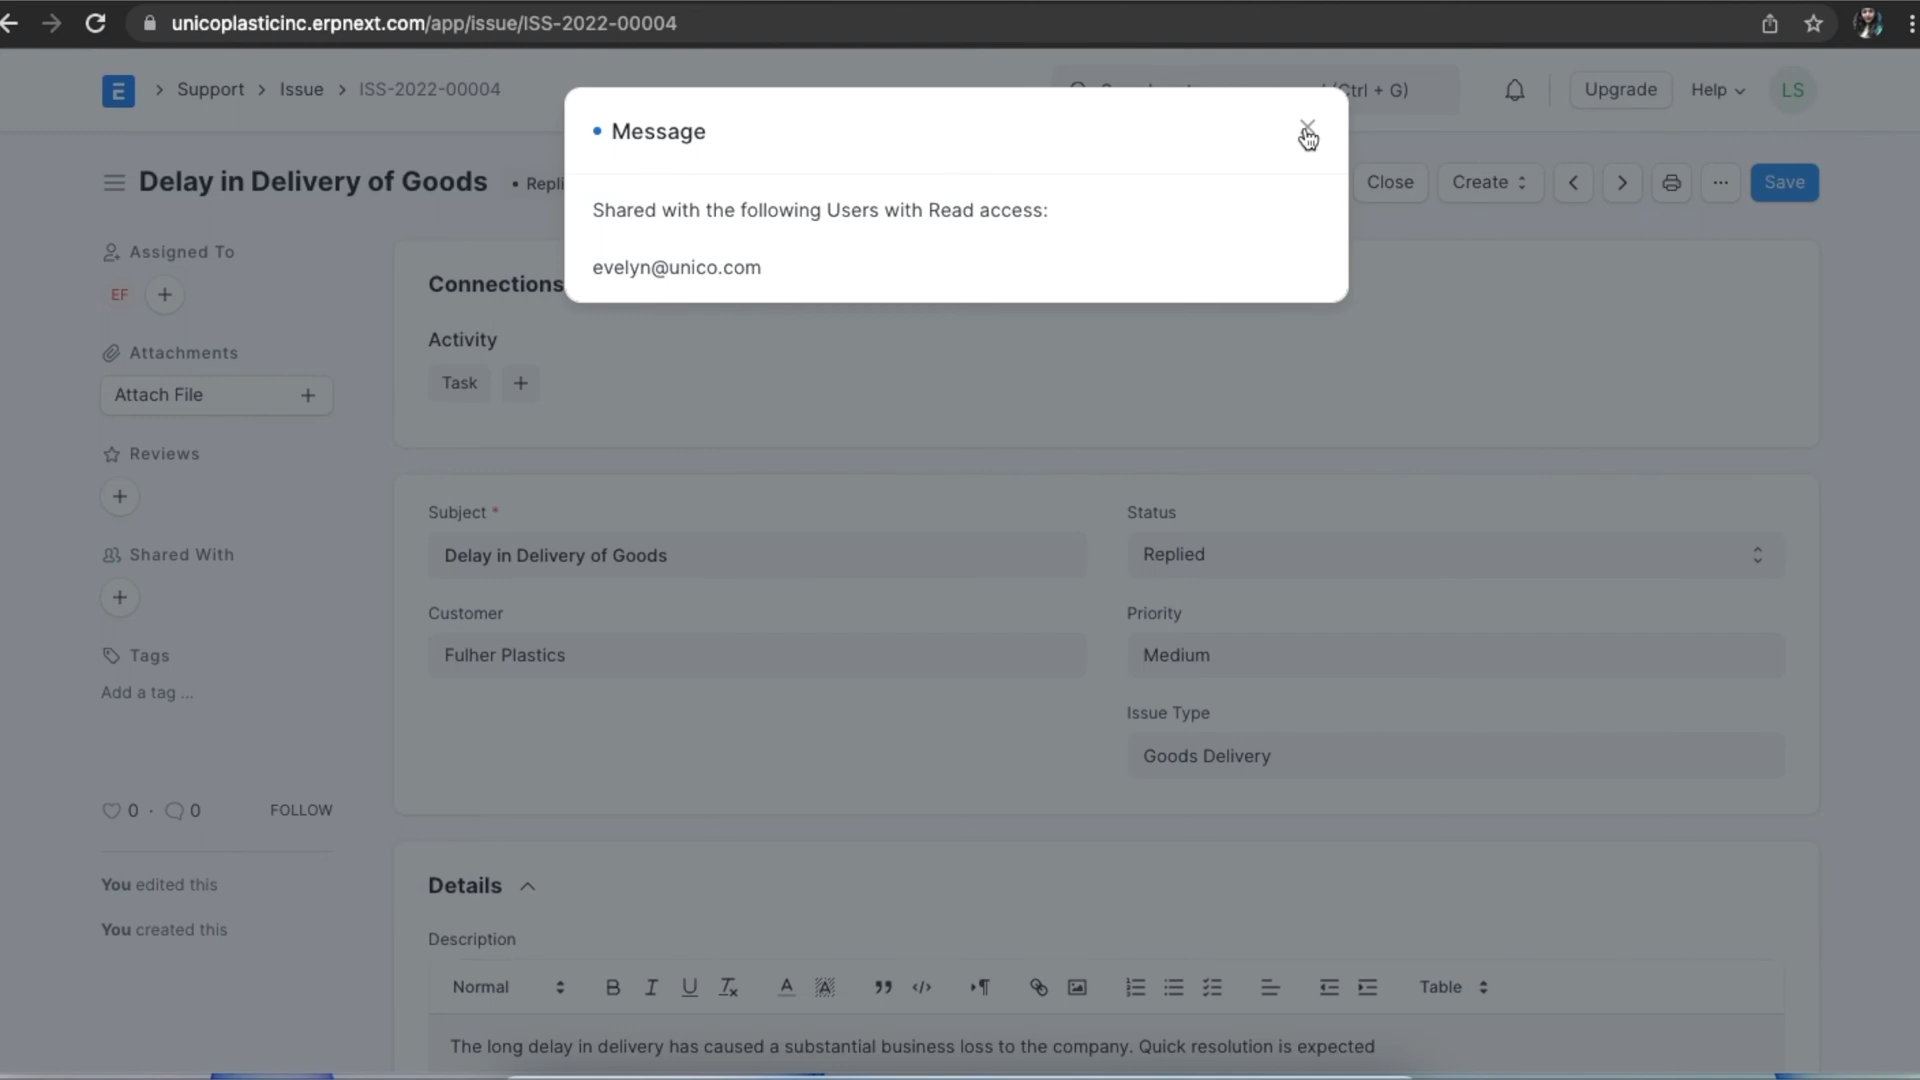 unicoplasticinc.erpnext.com/app/issue/ISS-2022-00004
E
Support
Issue
ISS-2022-00004
(Ctrl + G)
Upgrade
Help
LS
Message
Shared with the following Users with Read access:
evelyn@unico.com
Delay in Delivery of Goods
Repli
Close
Create
Save
Assigned To
EF
Attachments
Attach File
Reviews
Shared With
Tags
Add a tag ...
0 · 0
FOLLOW
You edited this
You created this
Connections
Activity
Task
Subject *
Delay in Delivery of Goods
Customer
Fulher Plastics
Status
Replied
Priority
Medium
Issue Type
Goods Delivery
Details
Description
Normal
Table
The long delay in delivery has caused a substantial business loss to the company. Quick resolution is expected